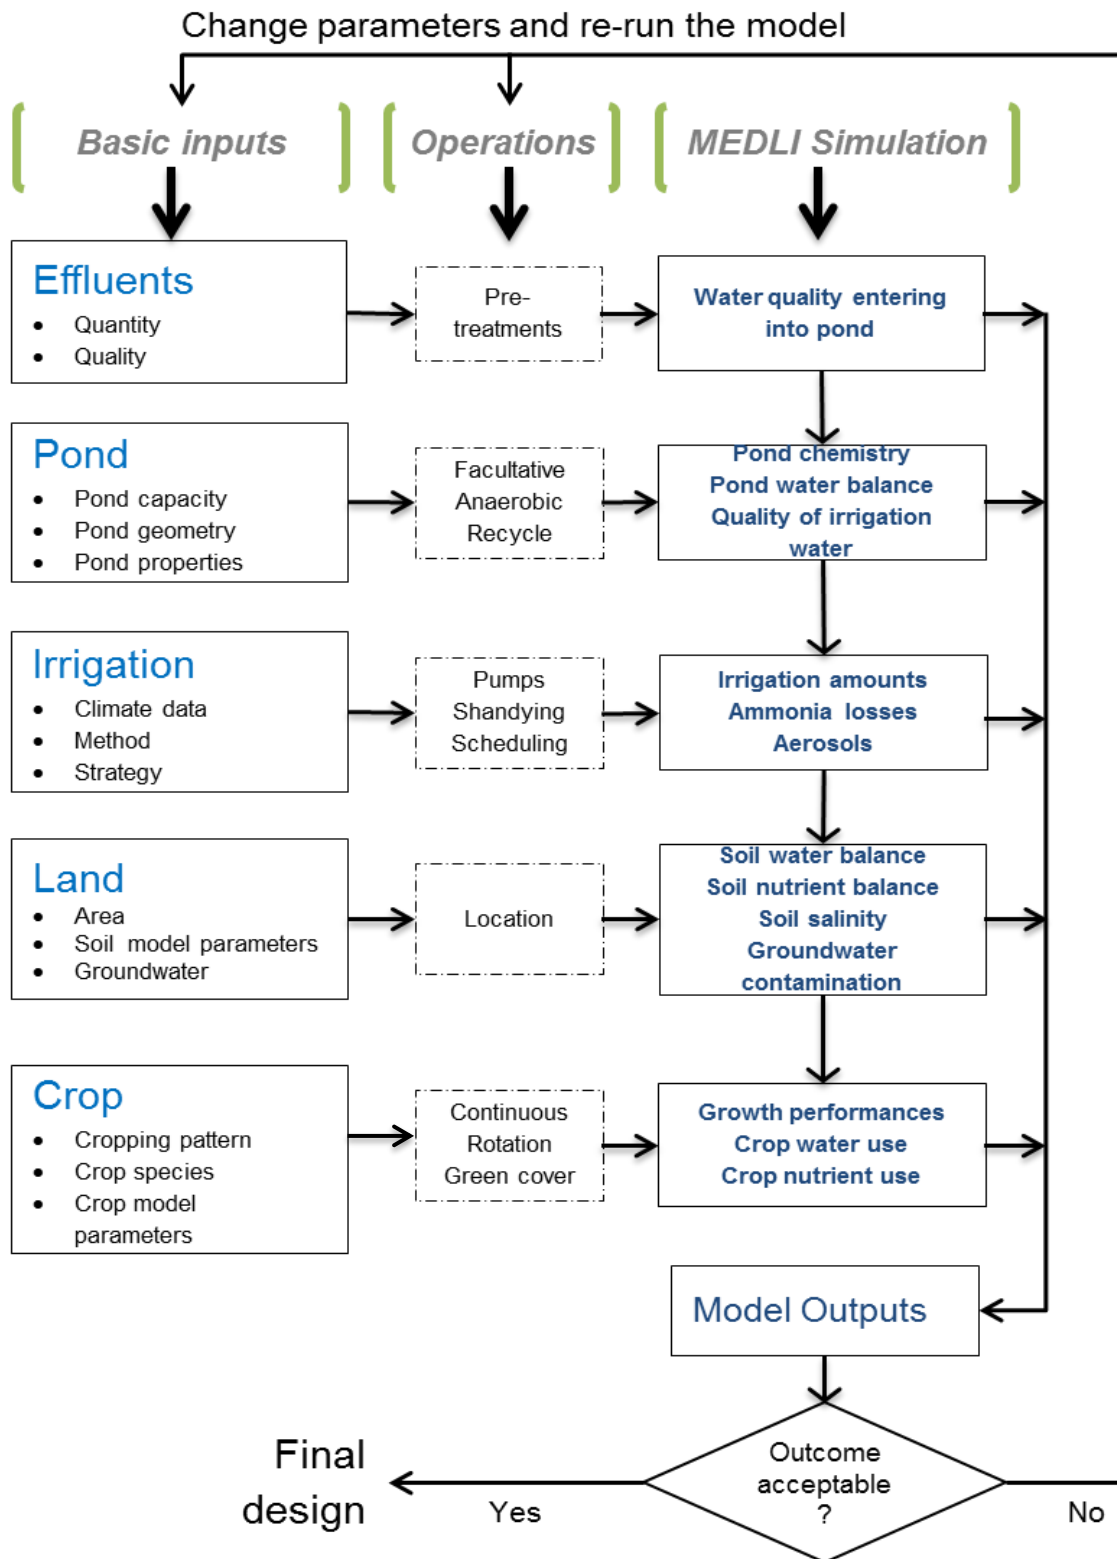 Change parameters and re-run the model
Basic inputs
Operations
MEDLI Simulation
Effluents
• Quantity
• Quality
Pre-
treatments
Water quality entering
into pond
Pond
• Pond capacity
• Pond geometry
• Pond properties
Facultative
Anaerobic
Recycle
Pond chemistry
Pond water balance
Quality of irrigation
water
Irrigation
• Climate data
• Method
• Strategy
Pumps
Shandying
Scheduling
Irrigation amounts
Ammonia losses
Aerosols
Land
• Area
• Soil model parameters
• Groundwater
Location
Soil water balance
Soil nutrient balance
Soil salinity
Groundwater
contamination
Crop
• Cropping pattern
• Crop species
• Crop model
parameters
Continuous
Rotation
Green cover
Growth performances
Crop water use
Crop nutrient use
Model Outputs
Outcome
acceptable
?
Final
design
Yes
No